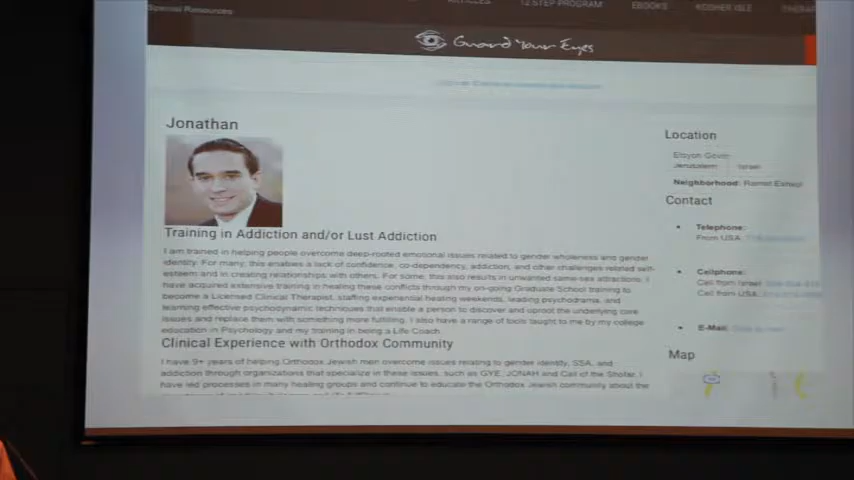 Special Resources
ARTICLES 12 STEP PROGRAM EBOOKS KOSHER ISLE
Guard Your Eyes
Jonathan
Training in Addiction and/or Lust Addiction
I am trained in helping people overcome deep-rooted emotional issues related to gender wholeness and gender
identity. For many, this enables a lack of confidence, co-dependency, addiction, and other challenges related self-
esteem and in creating relationships with others. For some, this also results in unwanted same-sex attractions. I
have acquired extensive training in healing these conflicts through my on-going Graduate School training to
become a Licensed Clinical Therapist, staffing experiential healing weekends, leading psychodrama, and
learning effective psychodynamic techniques that enable a person to discover and uproot the underlying core
issues and replace them with something more fulfilling. I also have a range of tools taught to me by my college
education in Psychology and my training in being a Life Coach.
Clinical Experience with Orthodox Community
I have 9+ years of helping Orthodox Jewish men overcome issues relating to gender identity, SSA, and
addiction through organizations that specialize in these issues, such as GYE, JONAH and Call of the Shofar. I
have led processes in many healing groups and continue to educate the Orthodox Jewish community about the
Location
Jerusalem Israel
Neighborhood: Ramat Eshkol
Contact
Telephone:
From USA
Cellphone:
Call from Israel
Call from USA
E-Mail:
Map